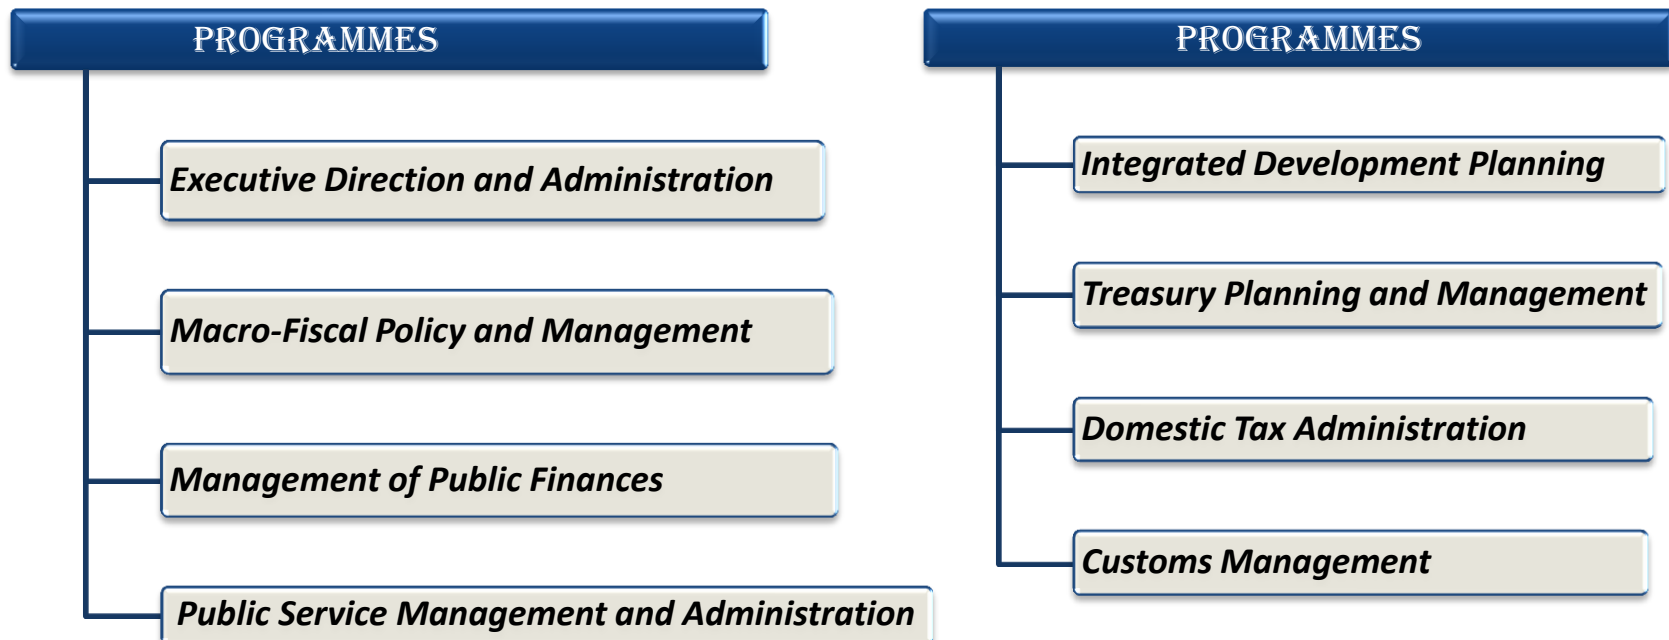 PROGRAMMES
Executive Direction and Administration
Macro-Fiscal Policy and Management
Management of Public Finances
Public Service Management and Administration
PROGRAMMES
Integrated Development Planning
Treasury Planning and Management
Domestic Tax Administration
Customs Management